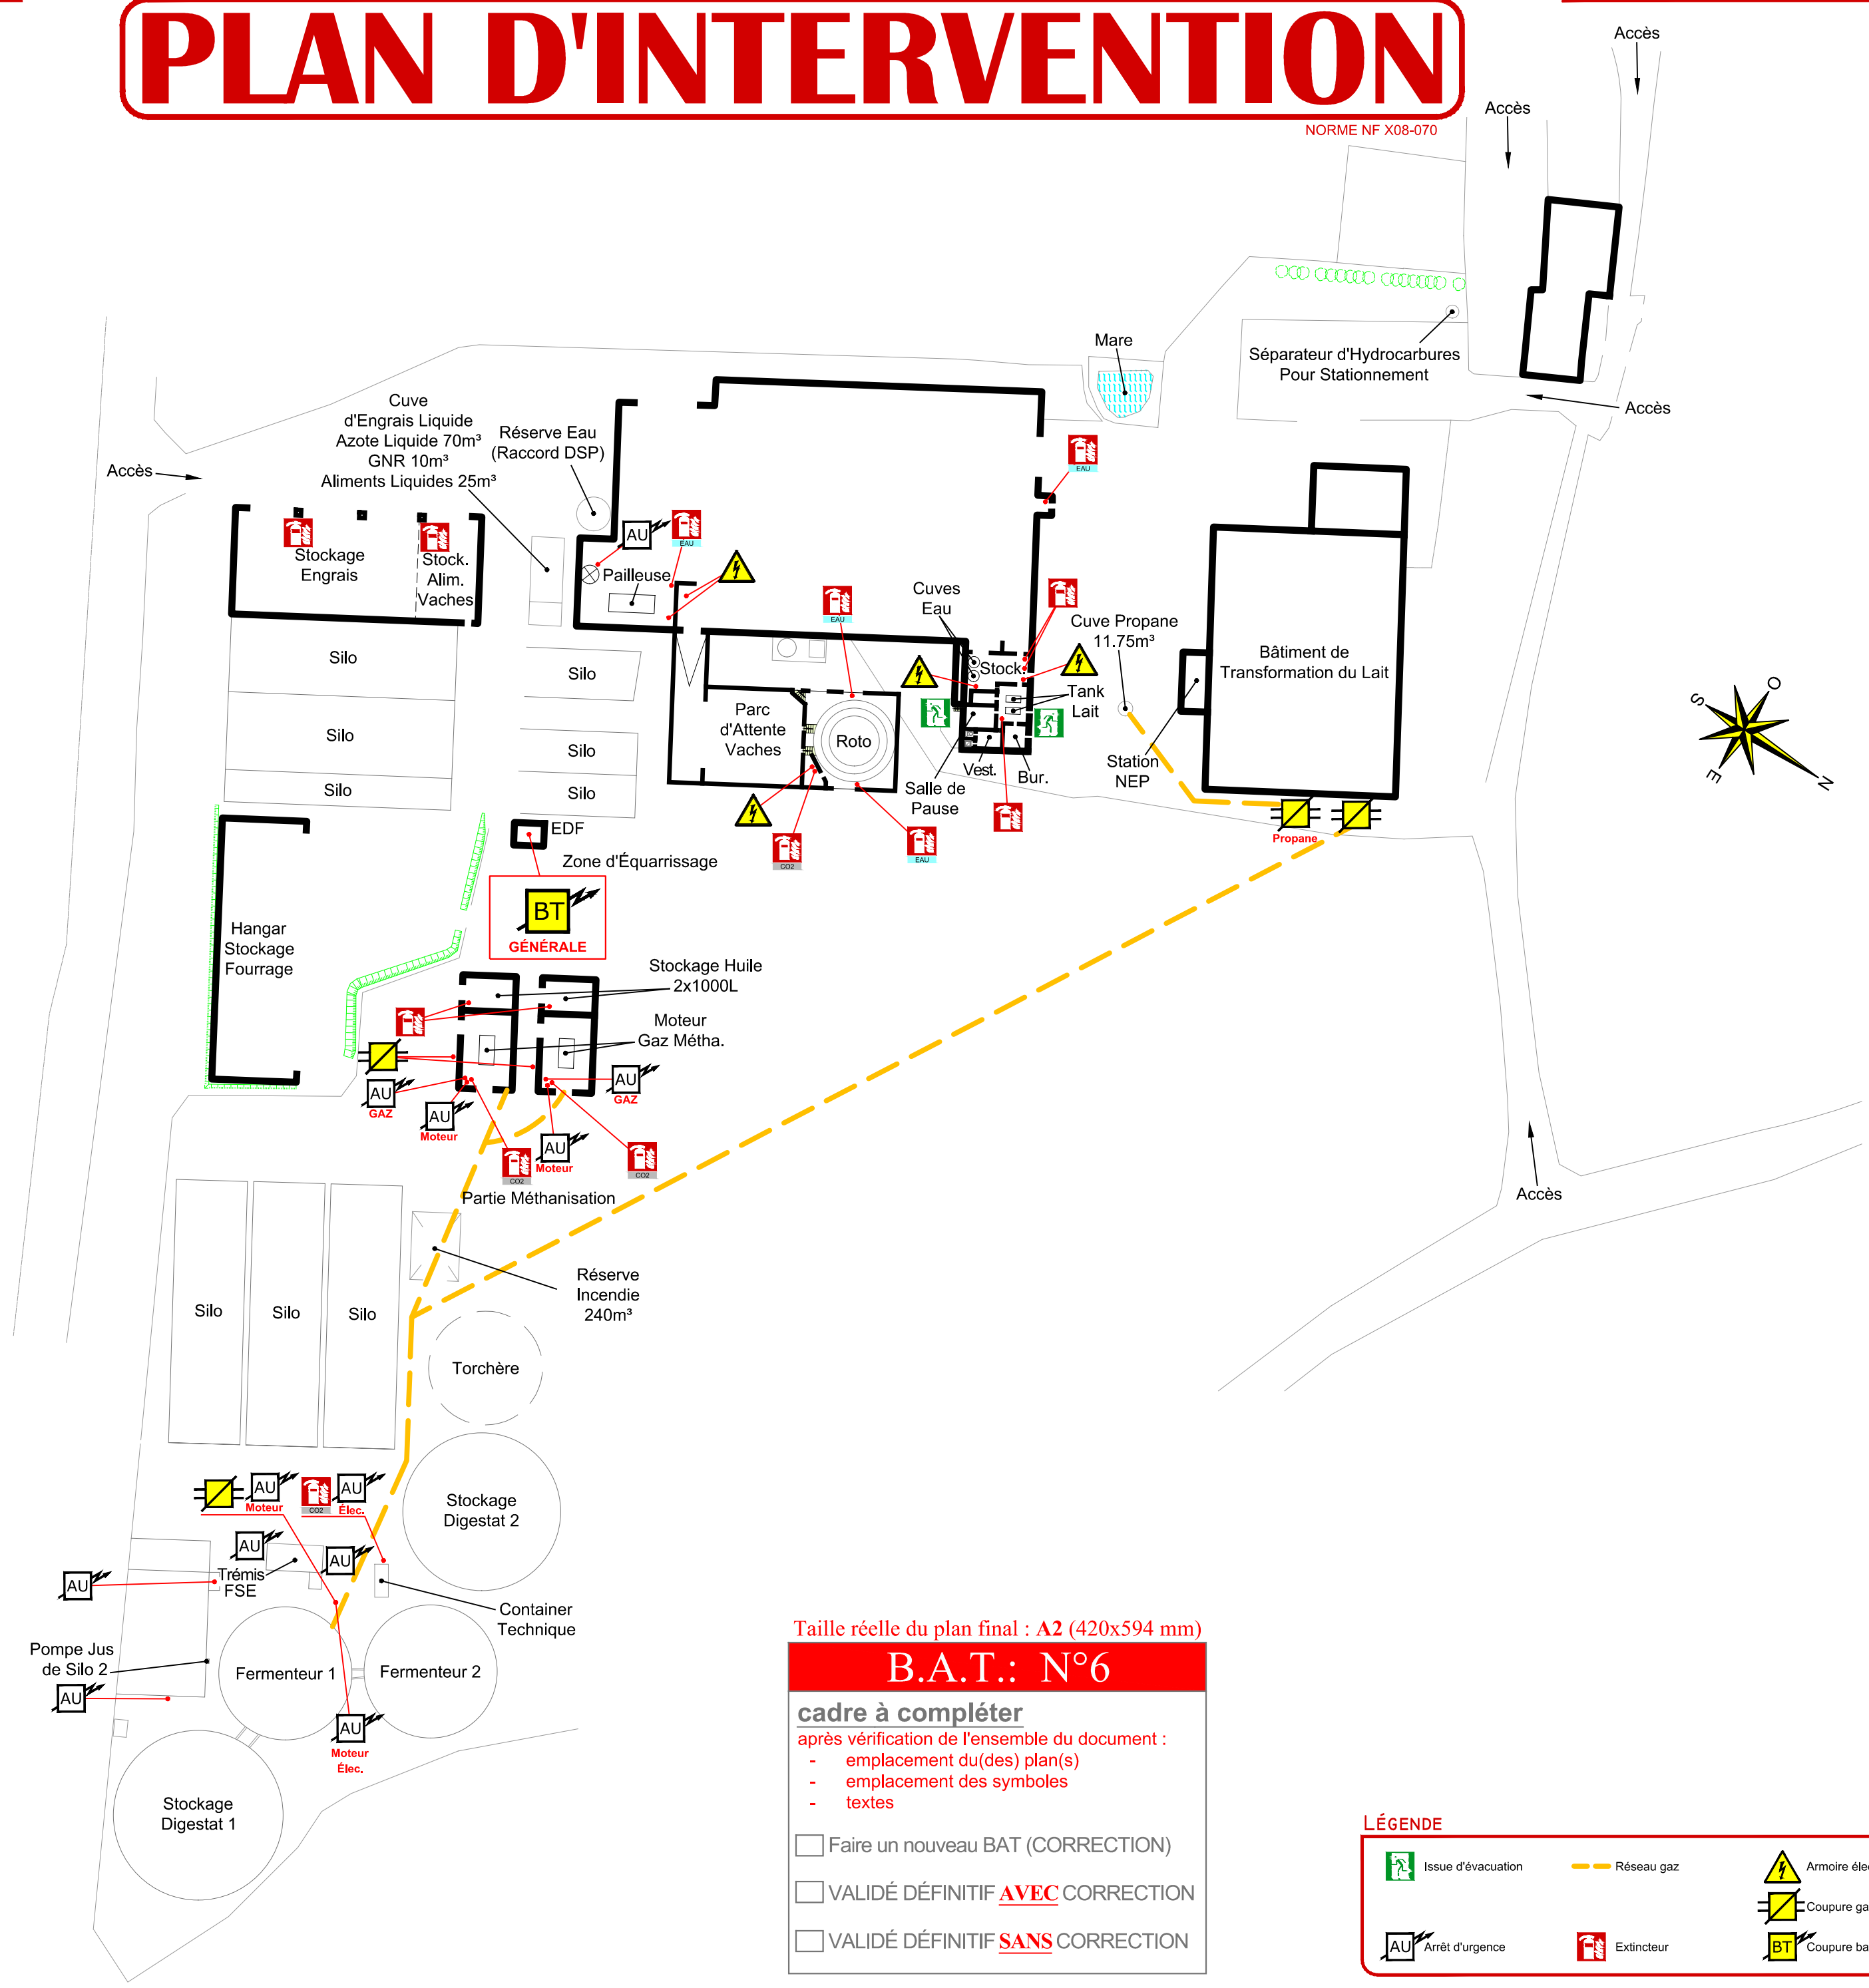 PLAN D'INTERVENTION
NORME NF X08-070
Accès
Accès
Mare
Séparateur d'Hydrocarbures
Pour Stationnement
Accès
Cuve
d'Engrais Liquide
Azote Liquide 70m³
GNR 10m³
Aliments Liquides 25m³
Réserve Eau
(Raccord DSP)
Accès
EAU
AU
EAU
Stockage
Engrais
Stock.
Alim.
Vaches
Pailleuse
EAU
Cuves
Eau
Cuve Propane
11.75m³
Bâtiment de
Transformation du Lait
Silo
Silo
Stock.
Tank
Lait
Parc
d'Attente
Vaches
Roto
Silo
Silo
Station
NEP
Vest.
Bur.
Salle de
Pause
Silo
Silo
S
O
E
N
EDF
Zone d'Équarrissage
CO2
EAU
Propane
BT
GÉNÉRALE
Hangar
Stockage
Fourrage
Stockage Huile
2x1000L
Moteur
Gaz Métha.
AU
GAZ
AU
GAZ
AU
Moteur
AU
Moteur
CO2
CO2
Partie Méthanisation
Accès
Réserve
Incendie
240m³
Silo
Silo
Silo
Torchère
AU
Moteur
CO2
AU
Élec.
Stockage
Digestat 2
AU
AU
Trémis
FSE
AU
Container
Technique
Pompe Jus
de Silo 2
AU
Fermenteur 1
Fermenteur 2
AU
Moteur
Élec.
Stockage
Digestat 1
Taille réelle du plan final : A2 (420x594 mm)
B.A.T.: N°6
cadre à compléter
après vérification de l'ensemble du document :
- emplacement du(des) plan(s)
- emplacement des symboles
- textes
Faire un nouveau BAT (CORRECTION)
VALIDÉ DÉFINITIF AVEC CORRECTION
VALIDÉ DÉFINITIF SANS CORRECTION
LÉGENDE
Issue d'évacuation
Réseau gaz
Armoire élec
Coupure ga
AU
Arrêt d'urgence
Extincteur
BT
Coupure ba